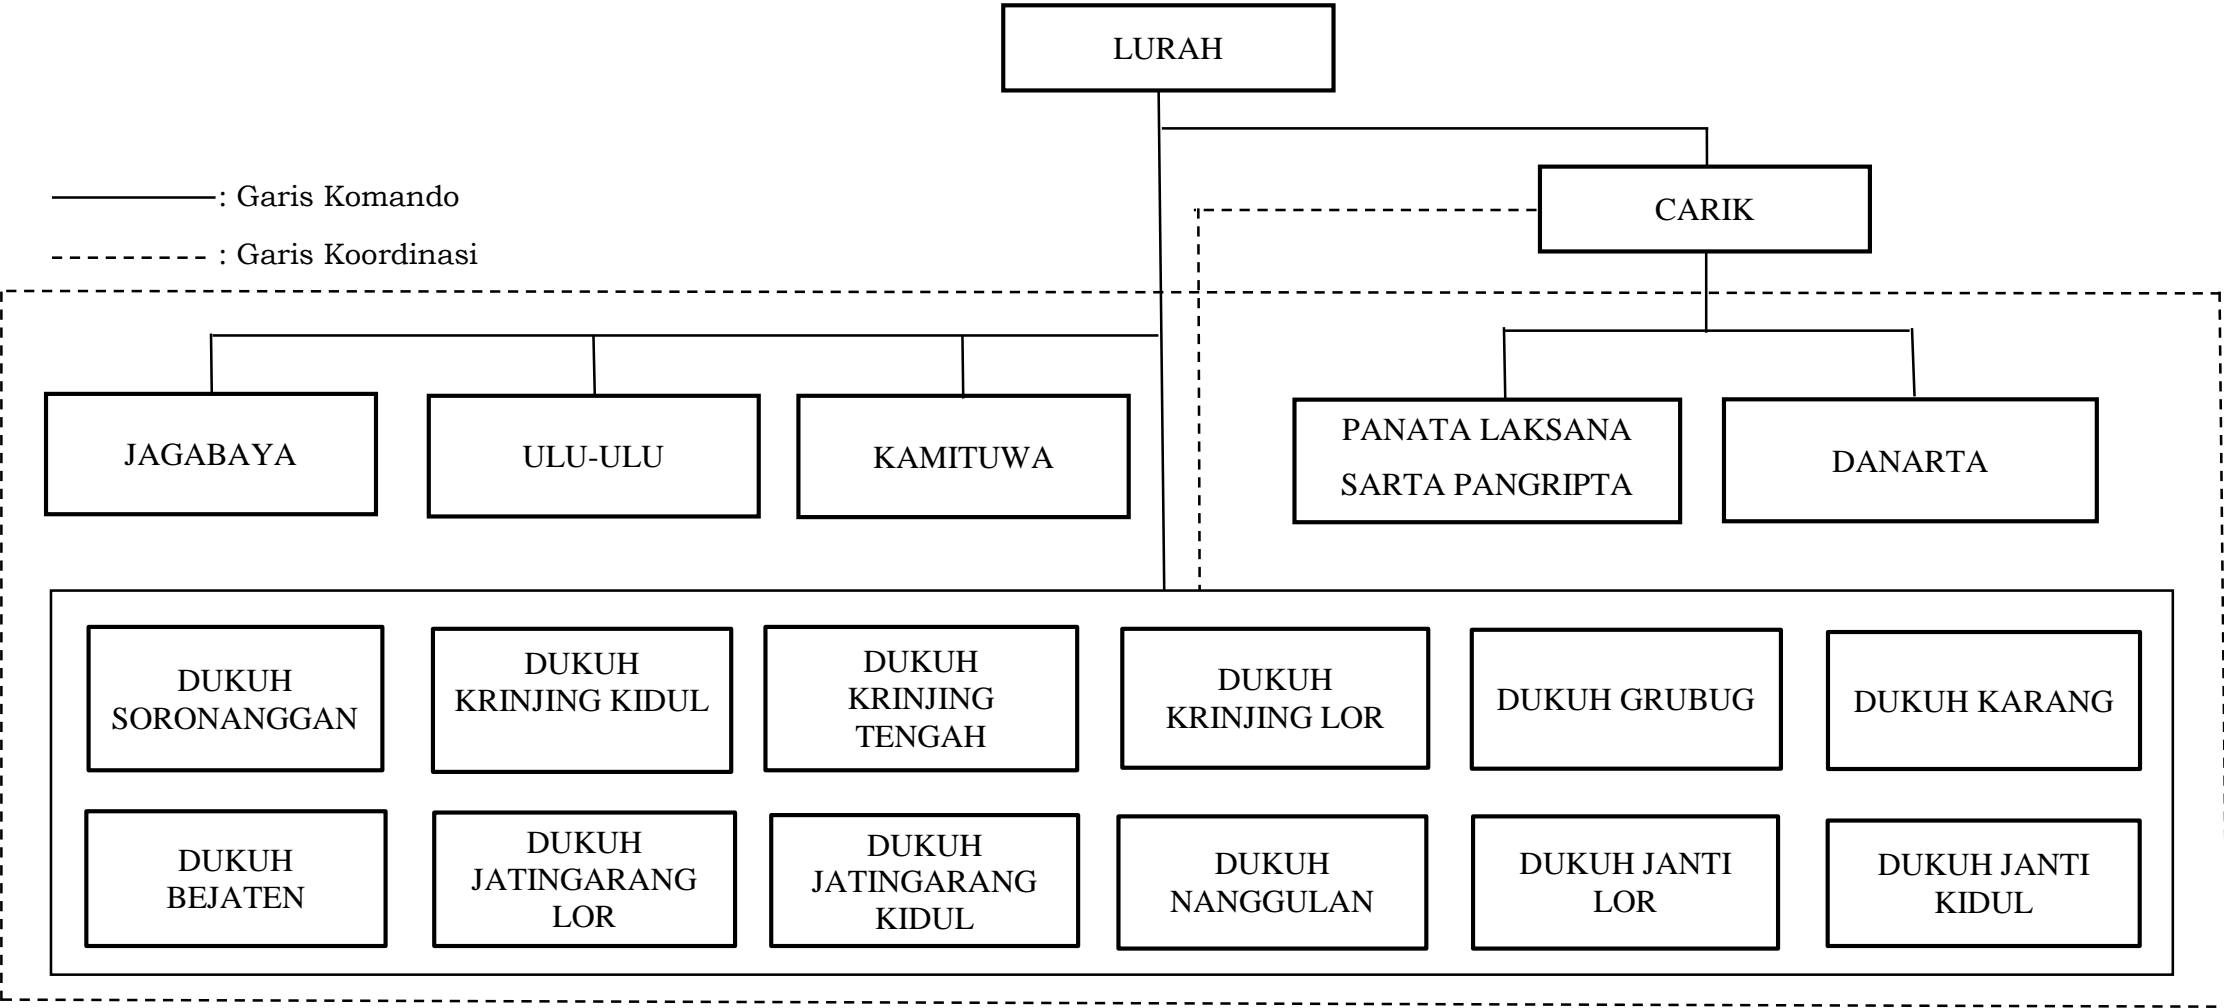 LURAH
CARIK
: Garis Komando
: Garis Koordinasi
JAGABAYA
ULU-ULU
KAMITUWA
PANATA LAKSANA
SARTA PANGRIPTA
DANARTA
DUKUH
SORONANGGAN
DUKUH
KRINJING KIDUL
DUKUH
KRINJING
TENGAH
DUKUH
KRINJING LOR
DUKUH GRUBUG
DUKUH KARANG
DUKUH
BEJATEN
DUKUH
JATINGARANG
LOR
DUKUH
JATINGARANG
KIDUL
DUKUH
NANGGULAN
DUKUH JANTI
LOR
DUKUH JANTI
KIDUL